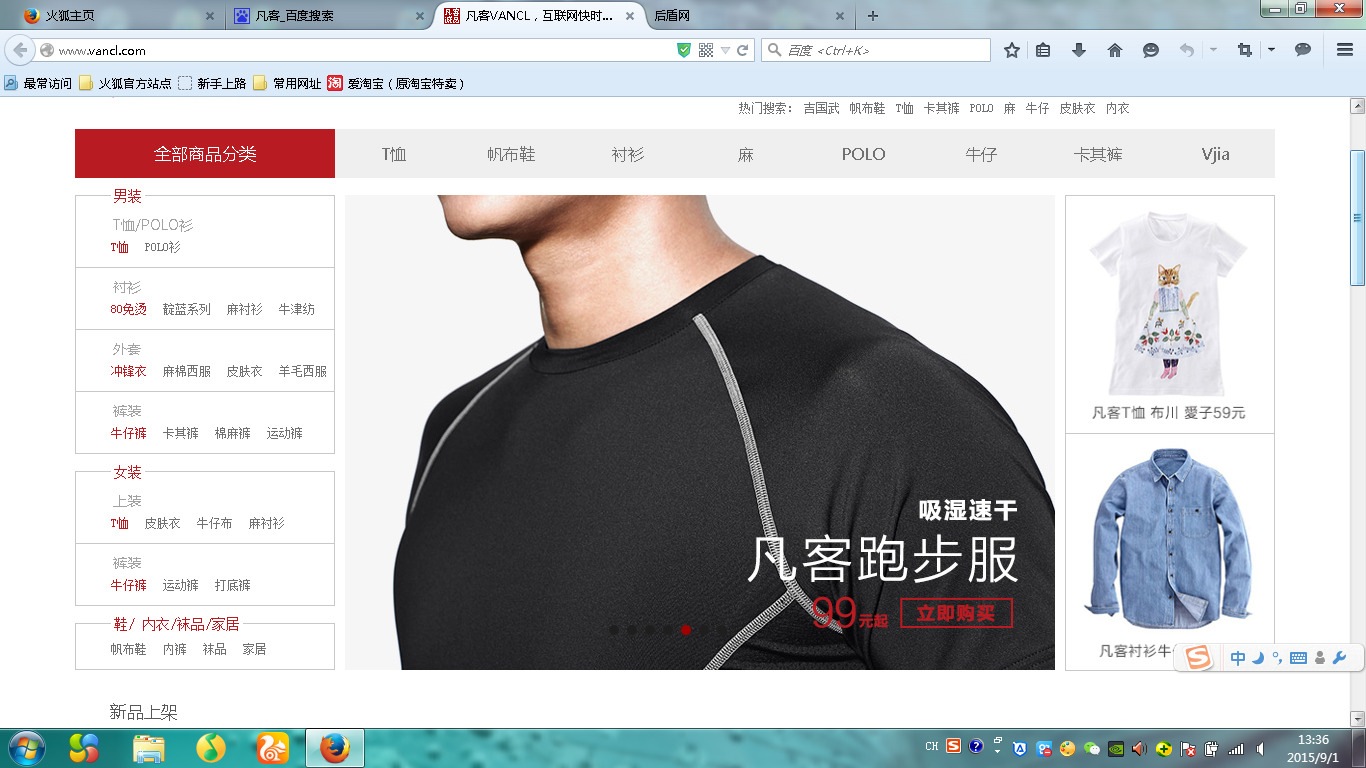 火狐主页
凡客_百度搜索
凡客VANCL，互联网快时...
后盾网
www.vancl.com
百度 <Ctrl+K>
最常访问 火狐官方站点 新手上路 常用网址 淘 爱淘宝（原淘宝特卖）
热门搜索： 吉国武 帆布鞋 T恤 卡其裤 POLO 麻 牛仔 皮肤衣 内衣
全部商品分类 T恤 帆布鞋 衬衫 麻 POLO 牛仔 卡其裤 Vjia
男装
T恤/POLO衫
T恤 POLO衫
衬衫
80免烫 靛蓝系列 麻衬衫 牛津纺
外套
冲锋衣 麻棉西服 皮肤衣 羊毛西服
裤装
牛仔裤 卡其裤 棉麻裤 运动裤
女装
上装
T恤 皮肤衣 牛仔布 麻衬衫
裤装
牛仔裤 运动裤 打底裤
鞋/ 内衣/袜品/家居
帆布鞋 内裤 袜品 家居
吸湿速干
凡客跑步服
99元起 立即购买
凡客T恤 布川 愛子59元
凡客衬衫牛
中
新品上架
CH
13:36
2015/9/1